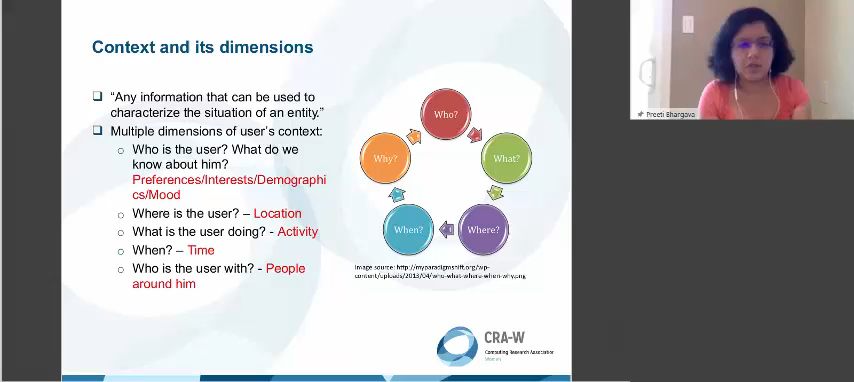 Context and its dimensions
“Any information that can be used to
characterize the situation of an entity.”
Multiple dimensions of user’s context:
Who is the user? What do we
know about him?
Preferences/Interests/Demographi
cs/Mood
Where is the user? – Location
What is the user doing? - Activity
When? – Time
Who is the user with? - People
around him
Who?
What?
Where?
When?
Why?
Image source: http://myparadigmshift.org/wp-
content/uploads/2013/04/who-what-where-when-why.png
CRA-W
Computing Research Association
Women
Preeti Bhargava